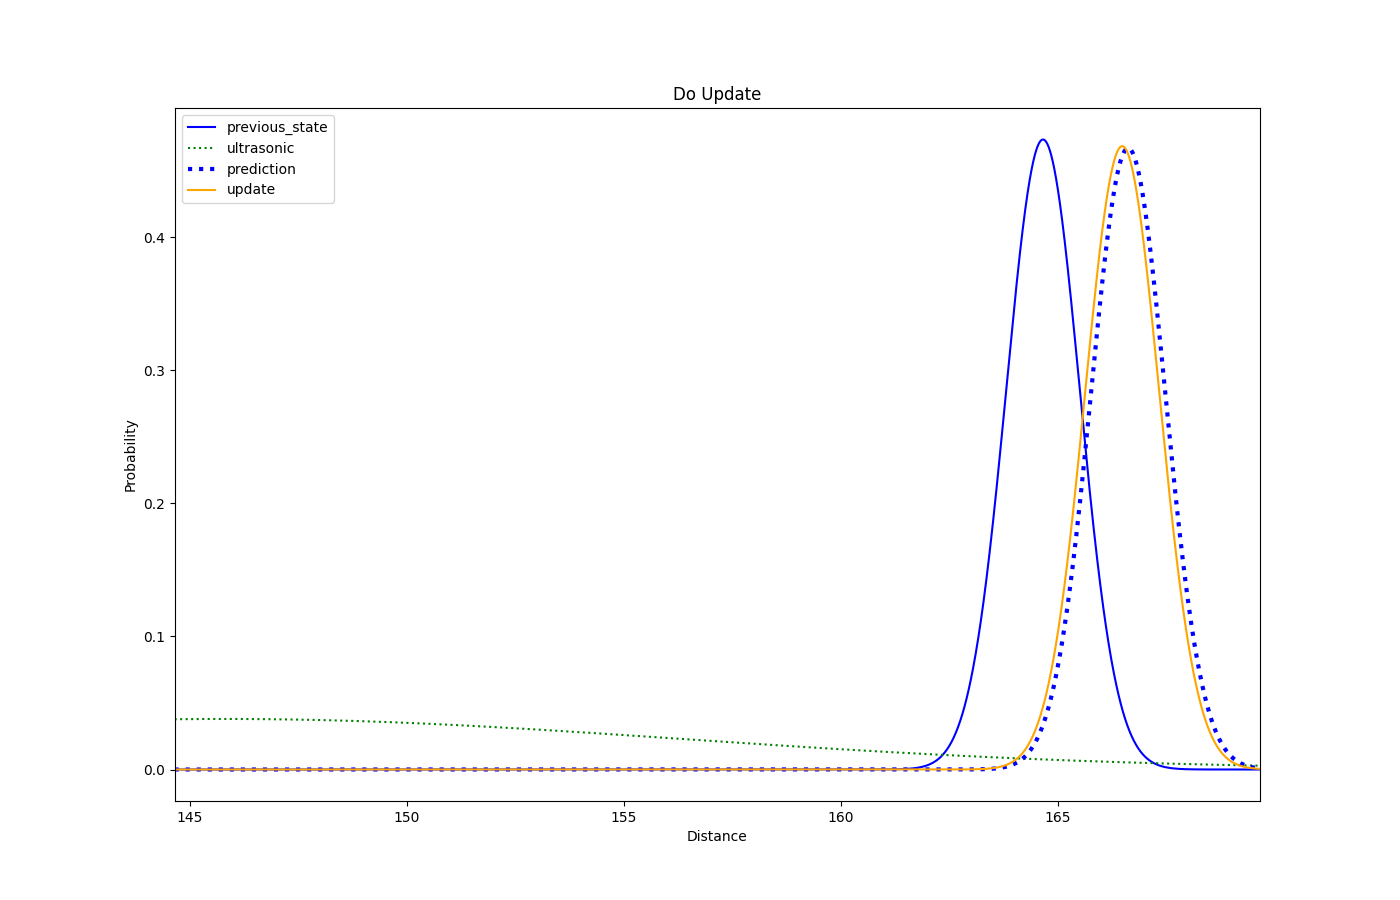 Do Update
previous_state
ultrasonic
prediction
update
Probability
0.4
0.3
0.2
0.1
0.0
145
150
155
160
165
Distance